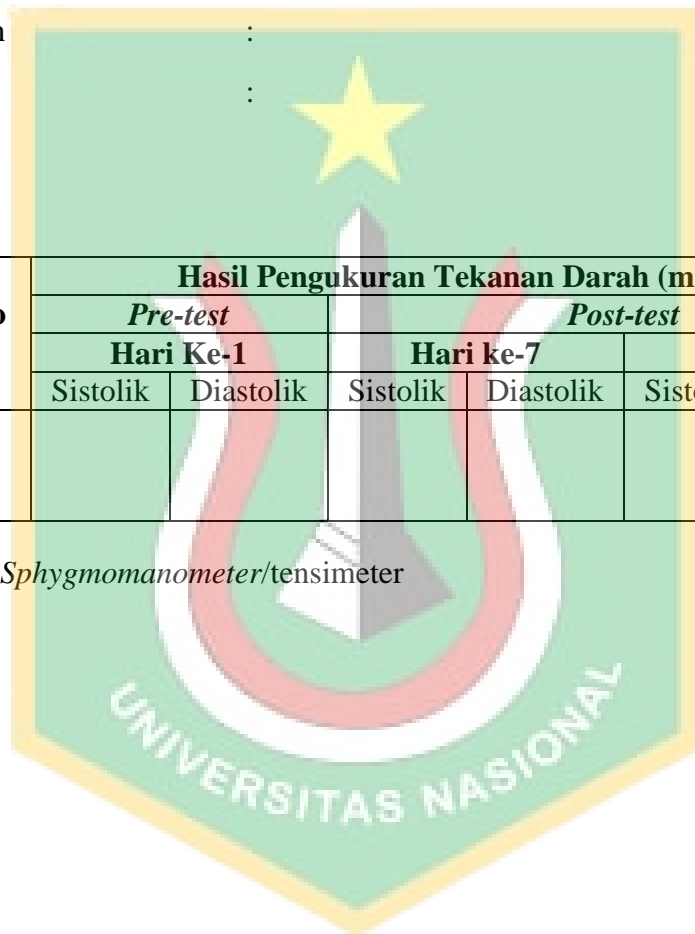 :
:
Hasil Pengukuran Tekanan Darah (m
Pre-test Post-test
Hari Ke-1 Hari ke-7
Sistolik Diastolik Sistolik Diastolik Sist
Sphygmomanometer/tensimeter
UNIVERSITAS NASIONAL